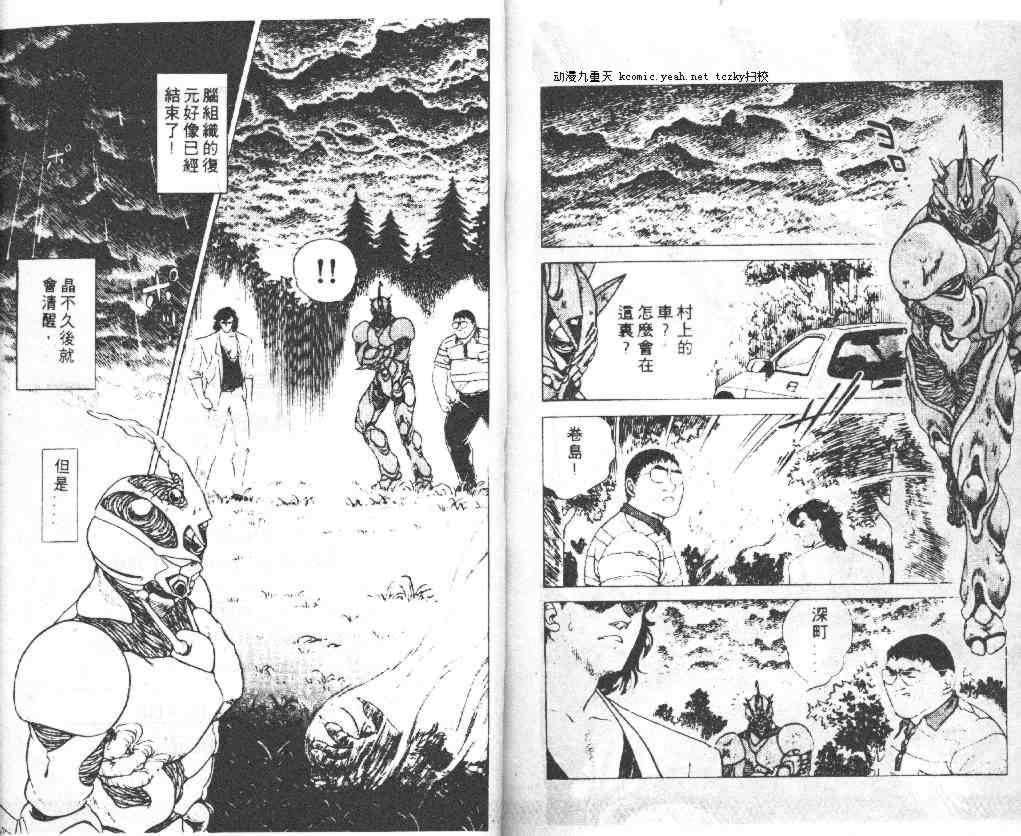 动漫九重天 kcomic.yeah.net tczky扫校
ゴロ
村上的
車？
怎麼會在
這裏？
卷島！
深町
⋯⋯
！！
腦組織的復
元好像已經
結束了！
ポ
ポ
晶不久後就
會清醒，
但是⋯⋯